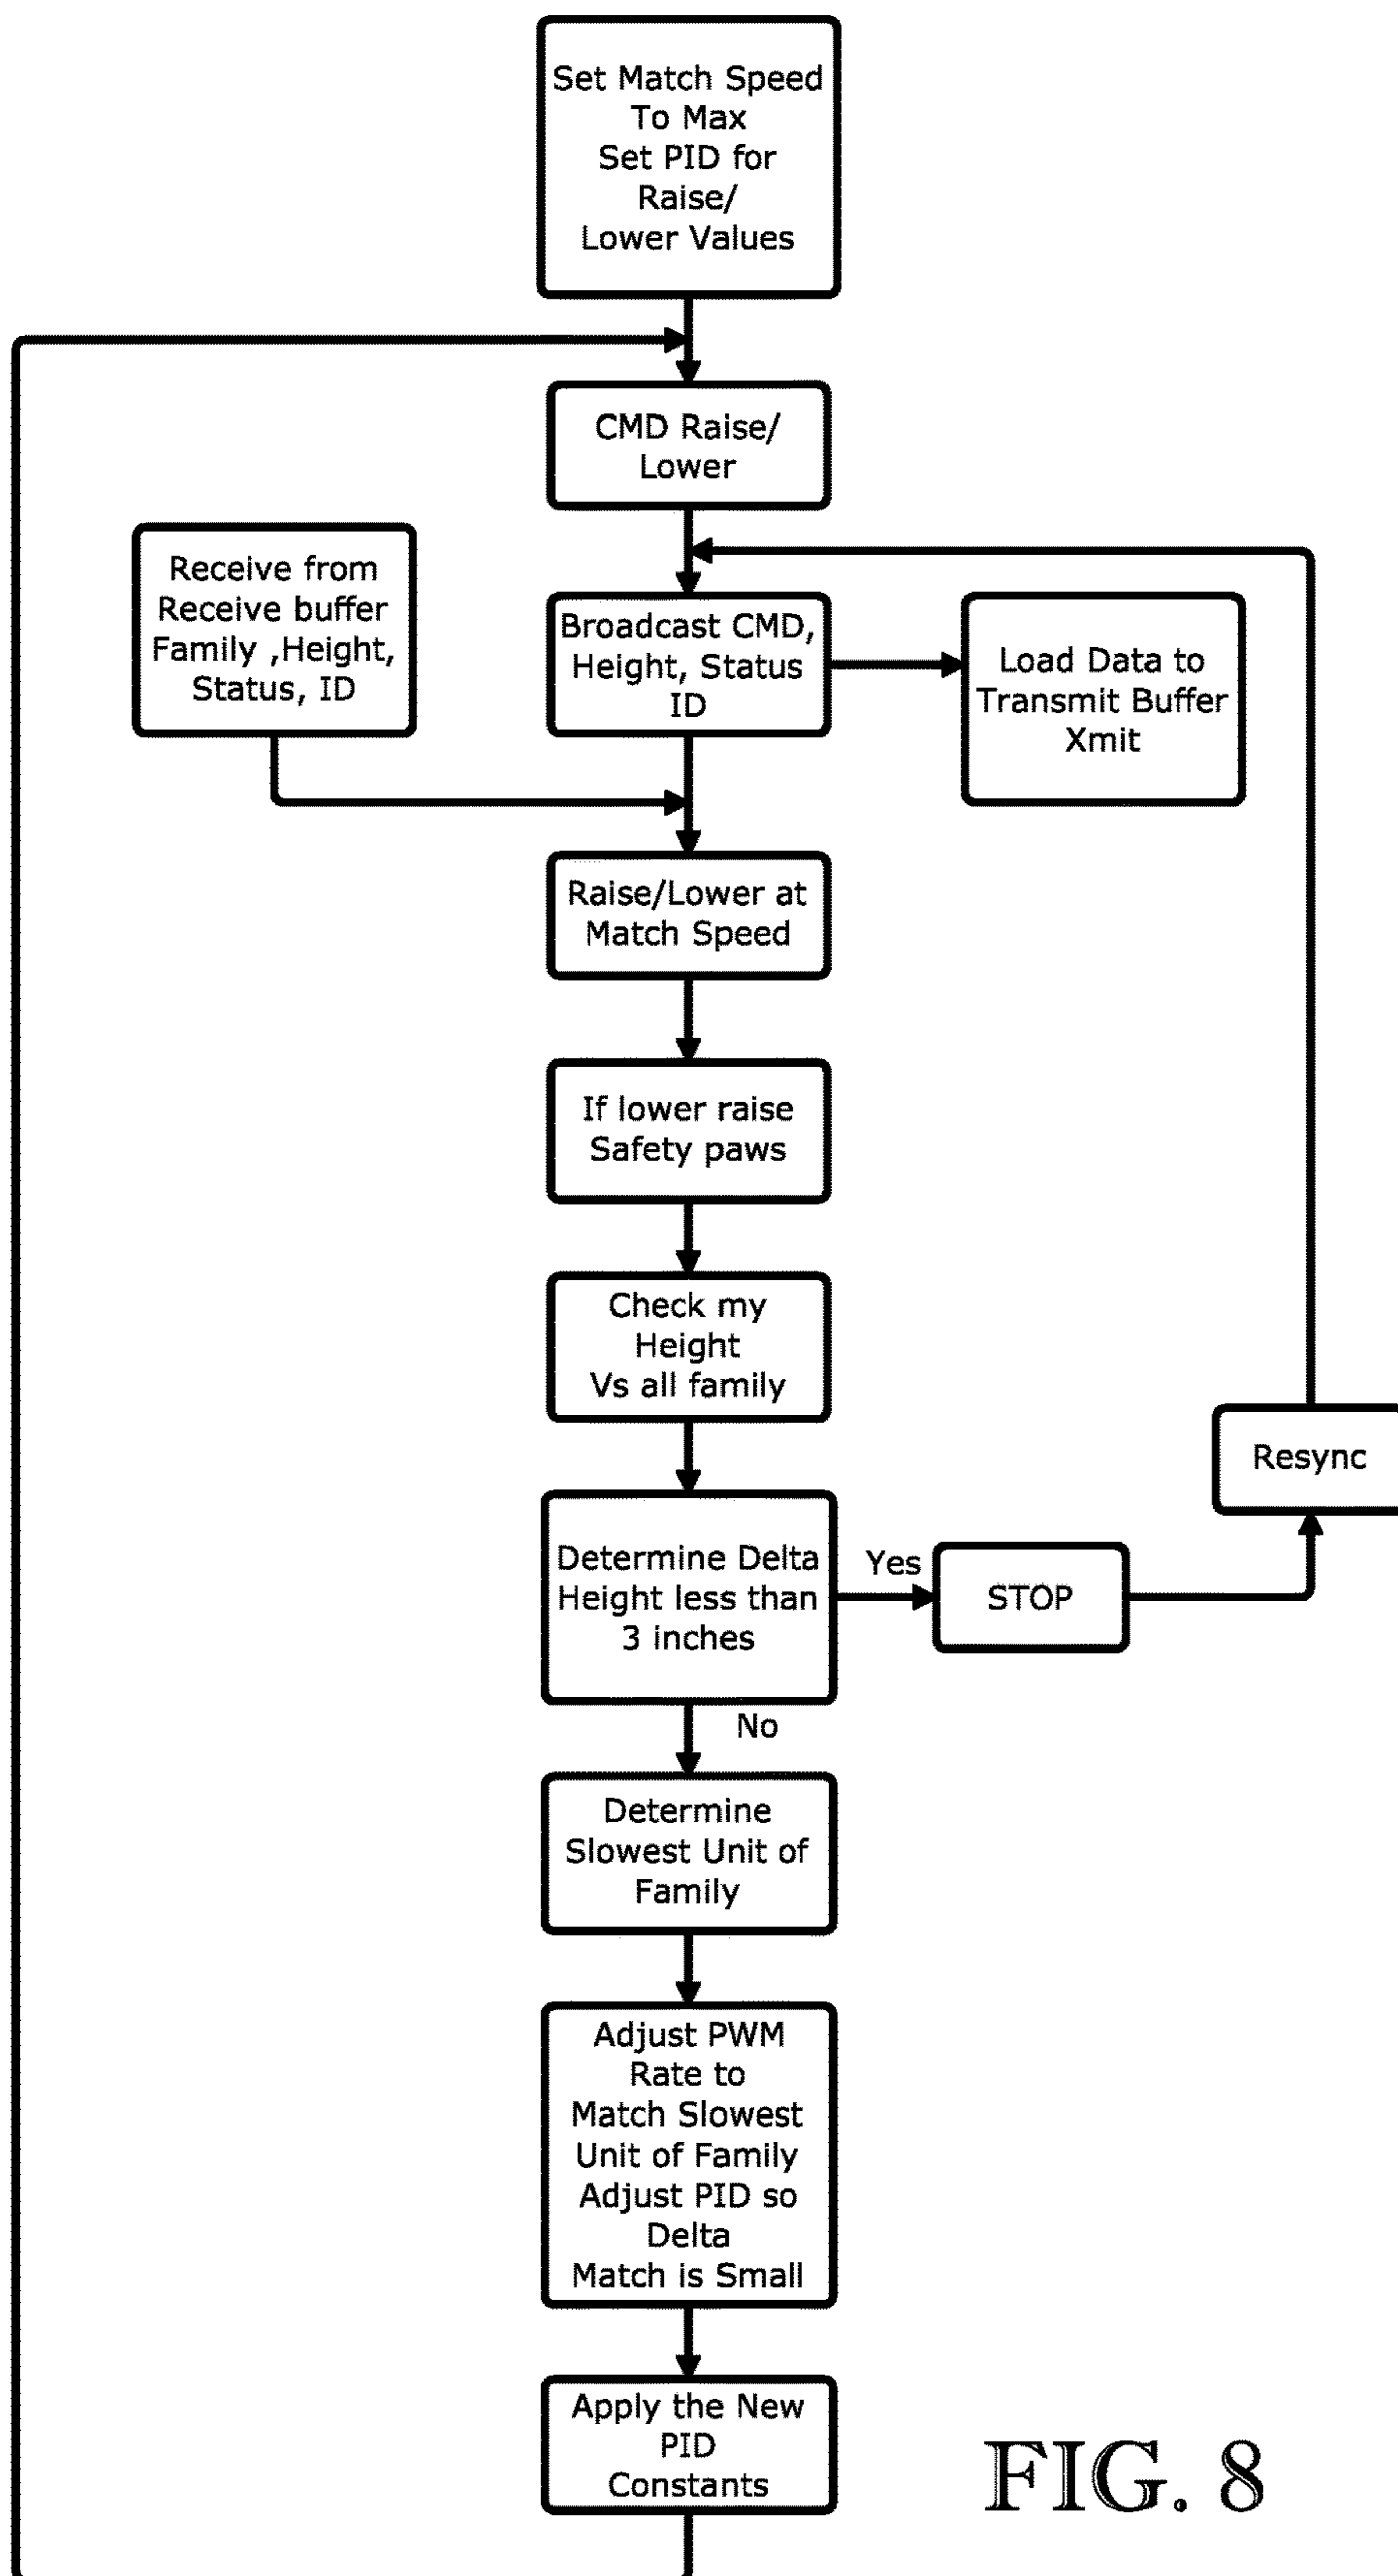 Set Match Speed
To Max
Set PID for
Raise/
Lower Values
CMD Raise/
Lower
Receive from
Receive buffer
Family ,Height,
Status, ID
Broadcast CMD,
Height, Status
ID
Load Data to
Transmit Buffer
Xmit
Raise/Lower at
Match Speed
If lower raise
Safety paws
Check my
Height
Vs all family
Resync
Determine Delta
Height less than
3 inches
Yes
STOP
No
Determine
Slowest Unit of
Family
Adjust PWM
Rate to
Match Slowest
Unit of Family
Adjust PID so
Delta
Match is Small
Apply the New
PID
Constants
FIG. 8